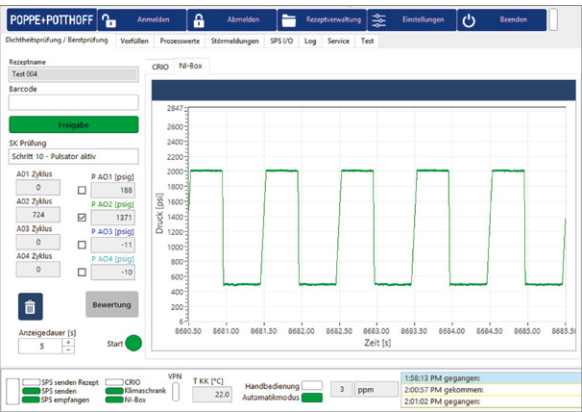 POPPE+POTTHOFF Anmelden Abmelden Rezeptverwaltung Einstellungen Beenden
Dichtheitsprüfung / Berstprüfung Vorfüllen Prozesswerte Störmeldungen SPS I/O Log Service Test
Rezeptname
Test 004
Barcode
Freigabe
SK Prüfung
Schritt 10 - Pulsator aktiv
A01 Zyklus P AO1 [psig]
0 188
A02 Zyklus P AO2 [psig]
724 1371
A03 Zyklus P AO3 [psig]
0 -11
A04 Zyklus P AO4 [psig]
0 -10
Bewertung
Anzeigedauer [s]
5
Start
CRIO NI-Box
Druck [psi]
2847
2600
2400
2200
2000
1800
1600
1400
1200
1000
800
600
400
200
6
8680.50 8681.00 8681.50 8682.00 8682.50 8683.00 8683.50 8684.00 8684.50 8685.00 8685.50
Zeit [s]
SPS senden Rezept
SPS senden
SPS empfangen
CRIO
Klimaschrank
NI-Box
VPN
T KK [°C]
22.0
Handbedienung
Automatikmodus
3 ppm
1:58:13 PM gegangen:
2:00:57 PM gekommen:
2:01:02 PM gegangen: